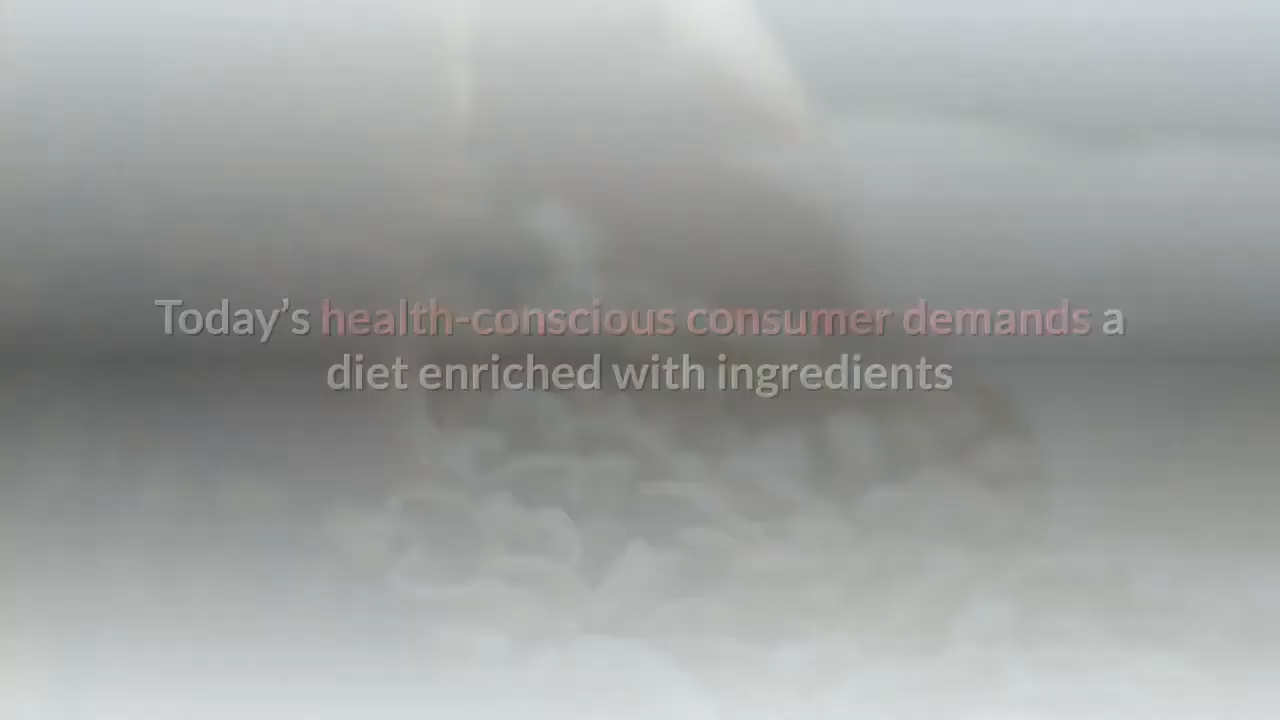 Today’s health-conscious consumer demands a
diet enriched with ingredients